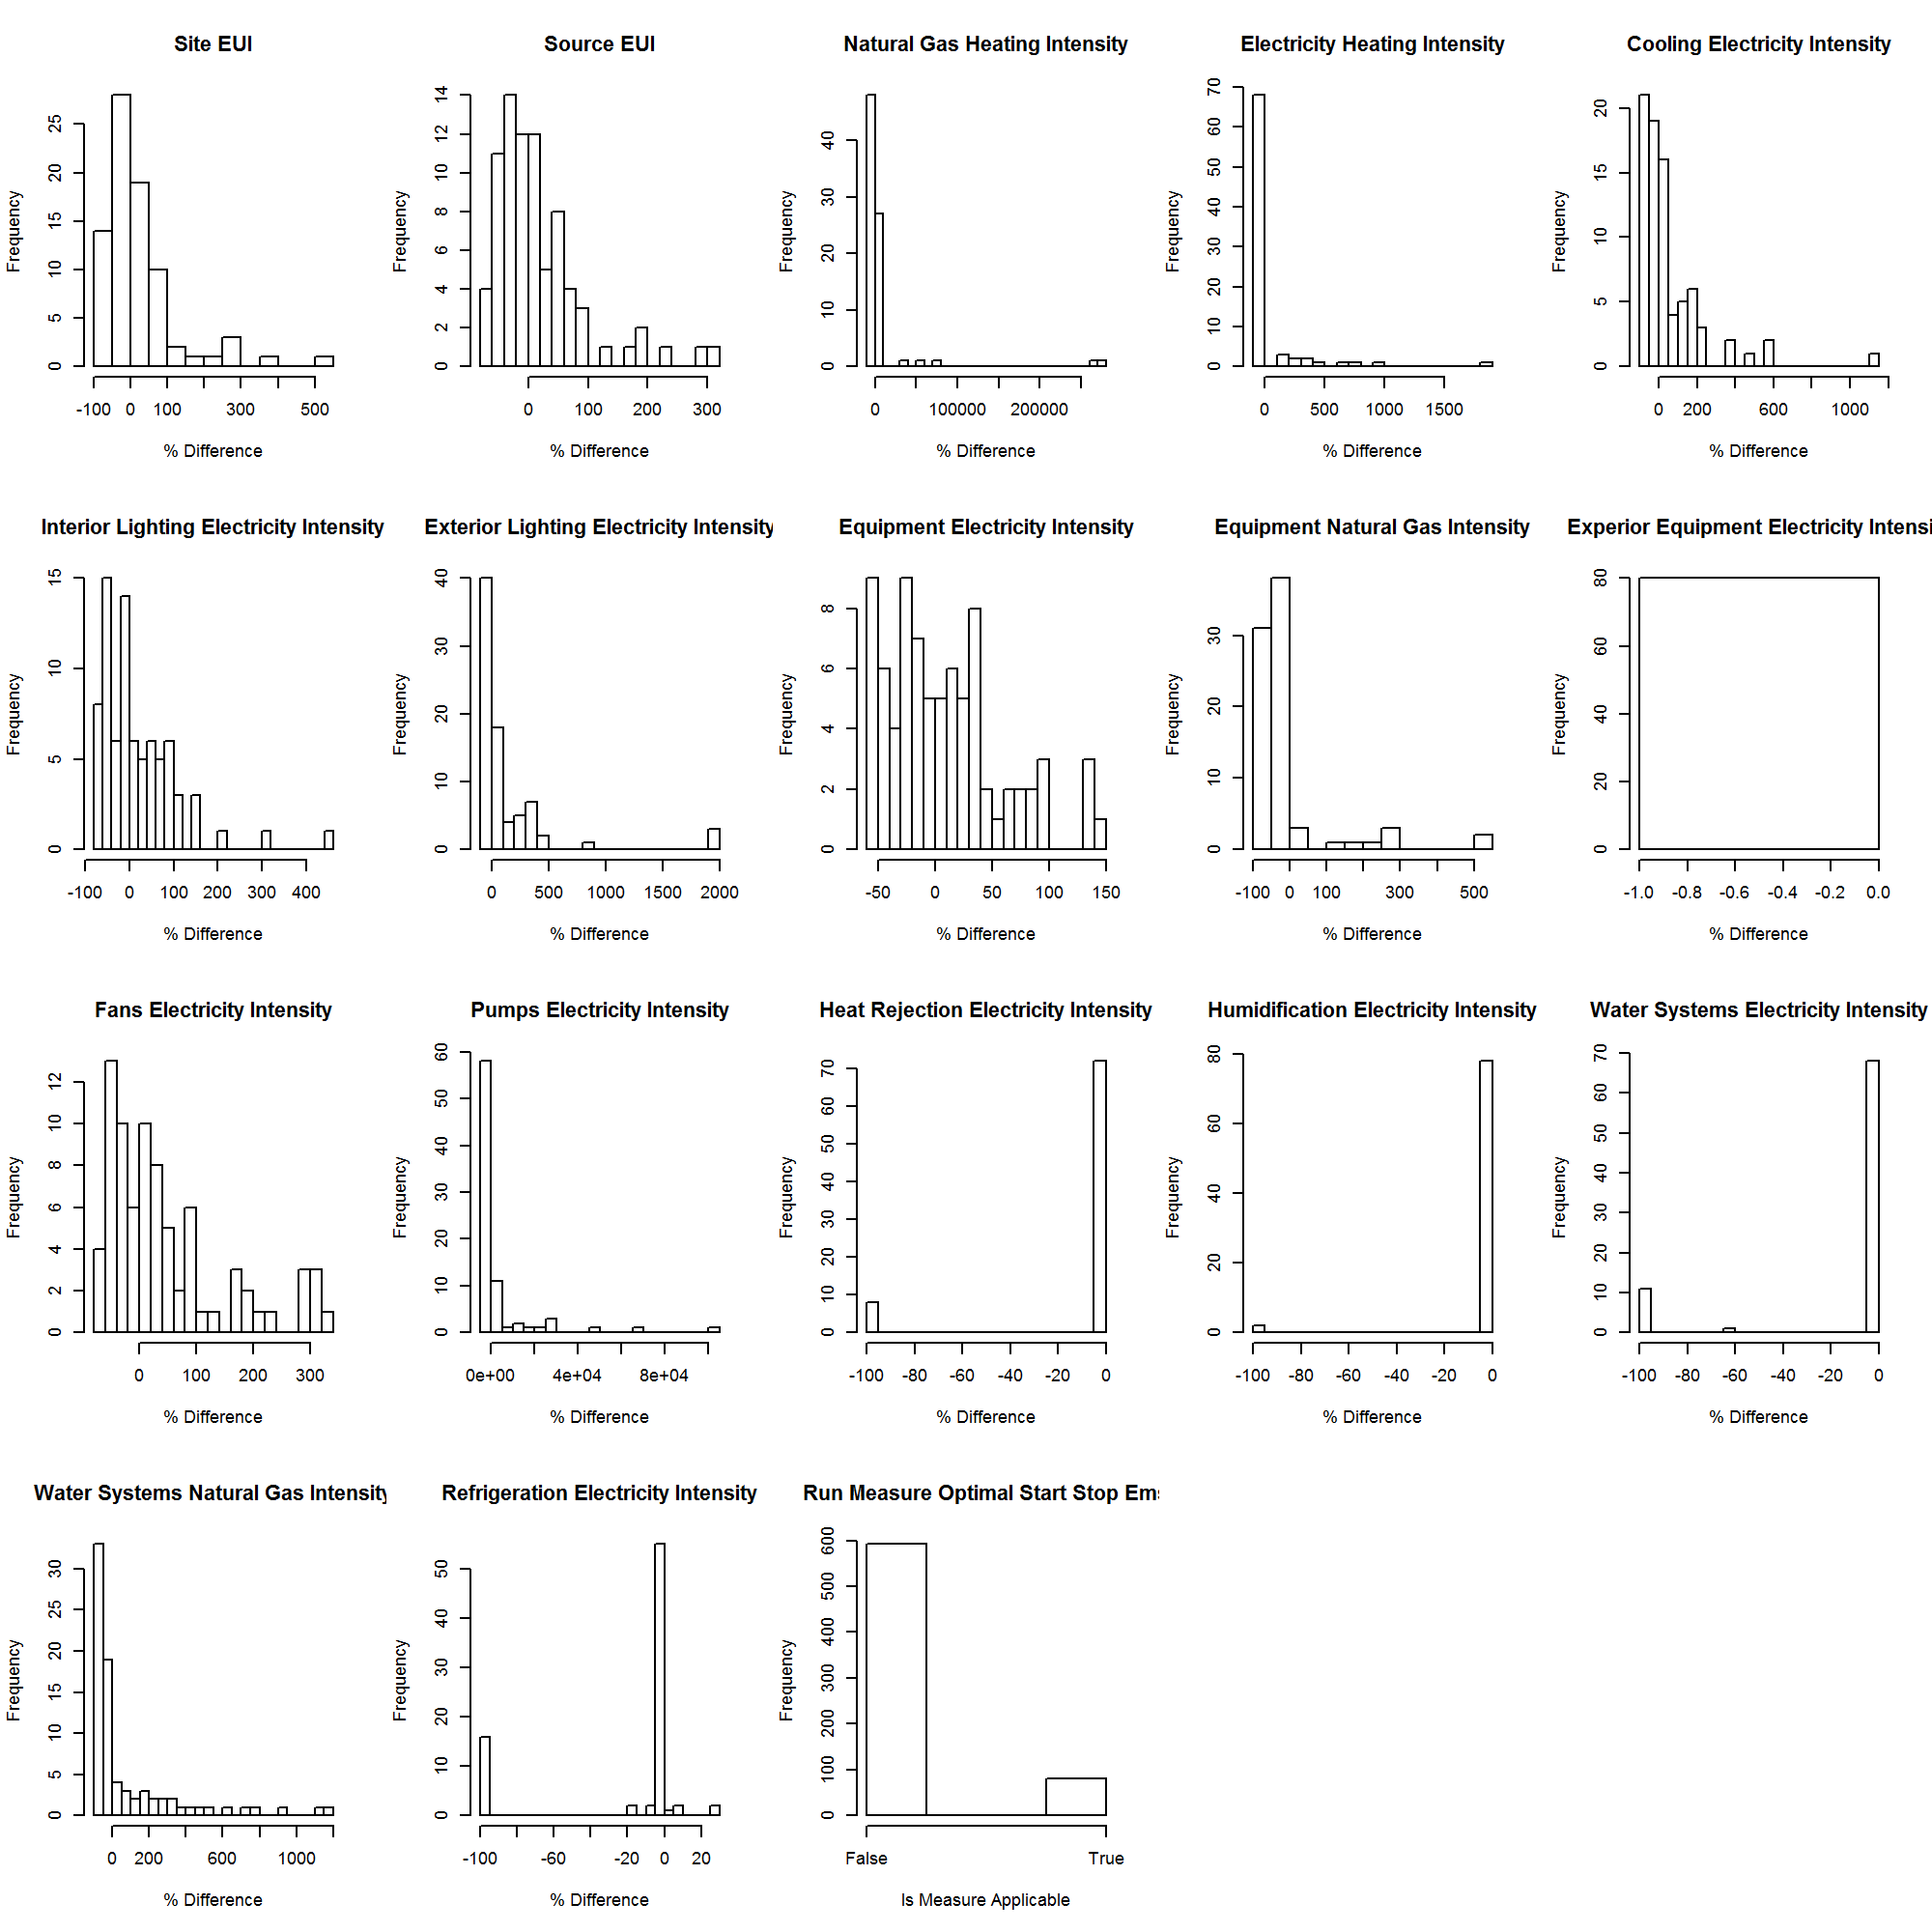 Site EUI
Frequency
25
20
15
10
5
0
-100 0 100 300 500
% Difference
Source EUI
Frequency
14
12
10
8
6
4
2
0
0 100 200 300
% Difference
Natural Gas Heating Intensity
Frequency
40
30
20
10
0
0 100000 200000
% Difference
Electricity Heating Intensity
Frequency
70
60
50
40
30
20
10
0
0 500 1000 1500
% Difference
Cooling Electricity Intensity
Frequency
20
15
10
5
0
0 200 600 1000
% Difference
Interior Lighting Electricity Intensity
Frequency
15
10
5
0
-100 0 100 200 300 400
% Difference
Exterior Lighting Electricity Intensity
Frequency
40
30
20
10
0
0 500 1000 1500 2000
% Difference
Equipment Electricity Intensity
Frequency
8
6
4
2
0
-50 0 50 100 150
% Difference
Equipment Natural Gas Intensity
Frequency
30
20
10
0
-100 0 100 300 500
% Difference
Experior Equipment Electricity Intensi
Frequency
80
60
40
20
0
-1.0 -0.8 -0.6 -0.4 -0.2 0.0
% Difference
Fans Electricity Intensity
Frequency
12
10
8
6
4
2
0
0 100 200 300
% Difference
Pumps Electricity Intensity
Frequency
60
50
40
30
20
10
0
0e+00 4e+04 8e+04
% Difference
Heat Rejection Electricity Intensity
Frequency
70
60
50
40
30
20
10
0
-100 -80 -60 -40 -20 0
% Difference
Humidification Electricity Intensity
Frequency
80
60
40
20
0
-100 -80 -60 -40 -20 0
% Difference
Water Systems Electricity Intensity
Frequency
70
60
50
40
30
20
10
0
-100 -80 -60 -40 -20 0
% Difference
Water Systems Natural Gas Intensity
Frequency
30
25
20
15
10
5
0
0 200 600 1000
% Difference
Refrigeration Electricity Intensity
Frequency
50
40
30
20
10
0
-100 -60 -20 0 20
% Difference
Run Measure Optimal Start Stop Ems
Frequency
600
500
400
300
200
100
0
False True
Is Measure Applicable